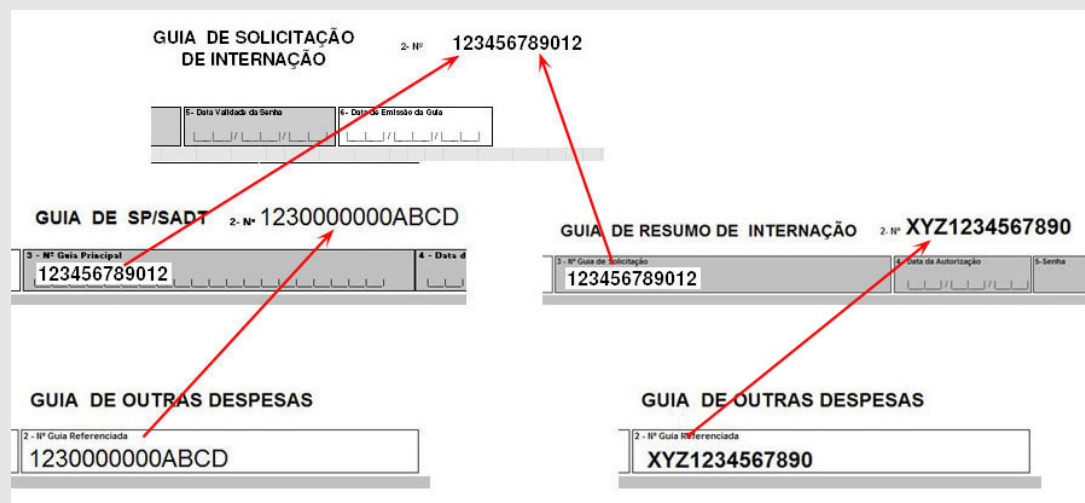 GUIA DE SOLICITAÇÃO
DE INTERNAÇÃO
2- Nº 123456789012
5- Data Validade da Senha
6- Data de Emissão da Guia
GUIA DE SP/SADT 2- Nº 1230000000ABCD
3 - Nº Guia Principal
123456789012
4 - Data d
GUIA DE RESUMO DE INTERNAÇÃO 2- Nº XYZ1234567890
3 - Nº Guia de Solicitação
123456789012
4- Data da Autorização
5-Senha
GUIA DE OUTRAS DESPESAS
2 - Nº Guia Referenciada
1230000000ABCD
GUIA DE OUTRAS DESPESAS
2 - Nº Guia Referenciada
XYZ1234567890